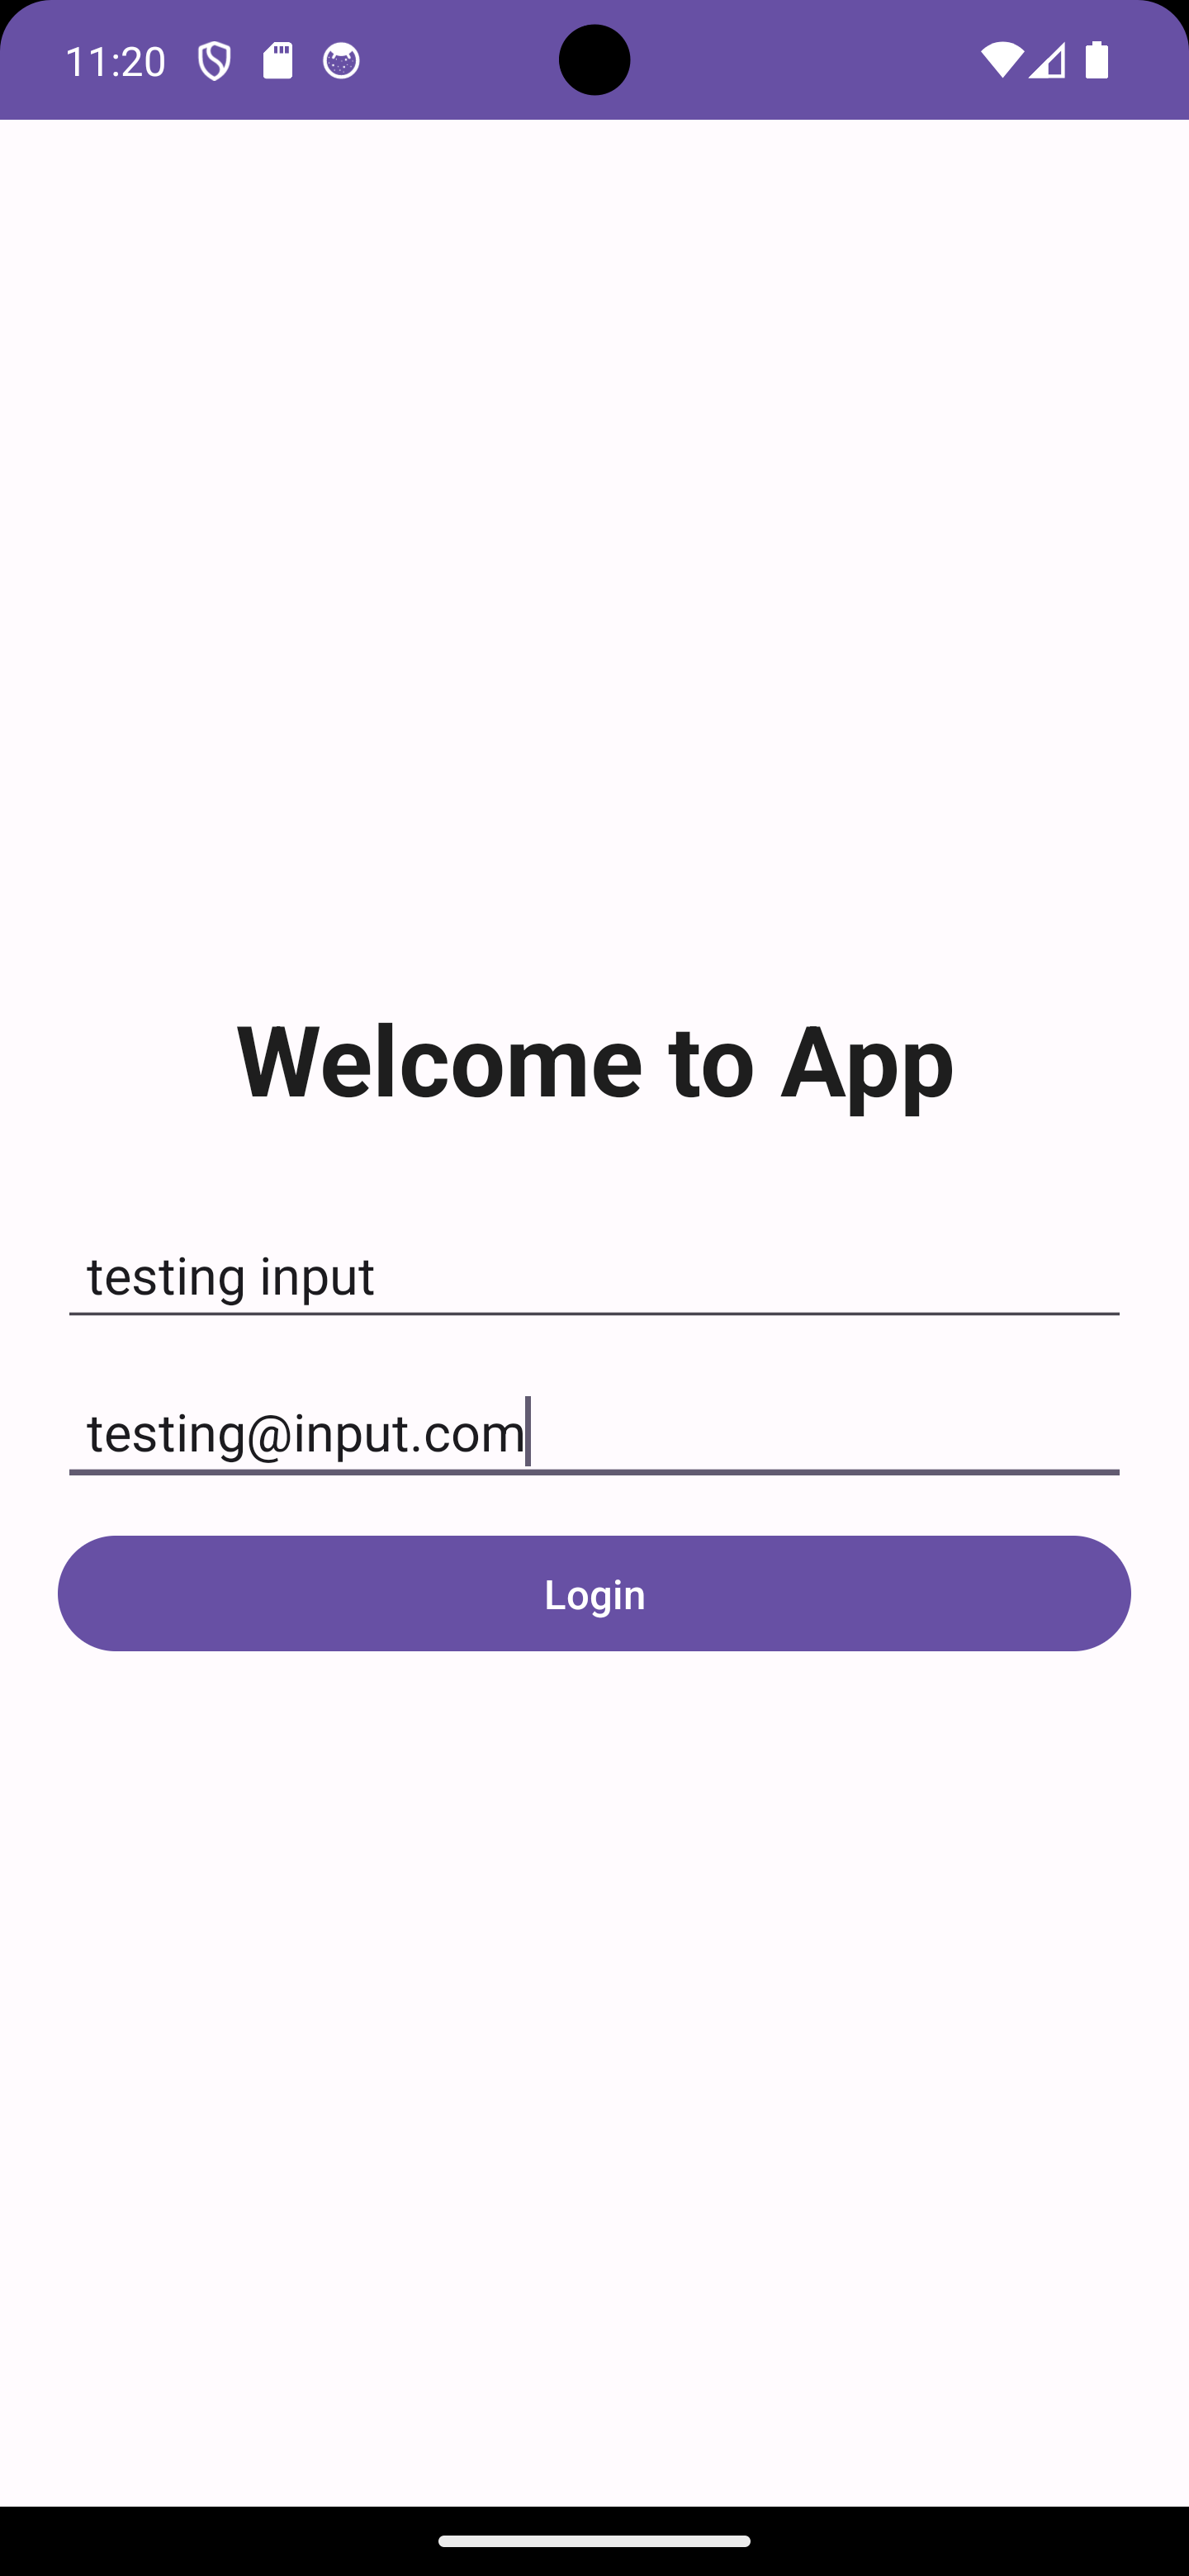 11:20
Welcome to App
testing input
testing@input.com
Login